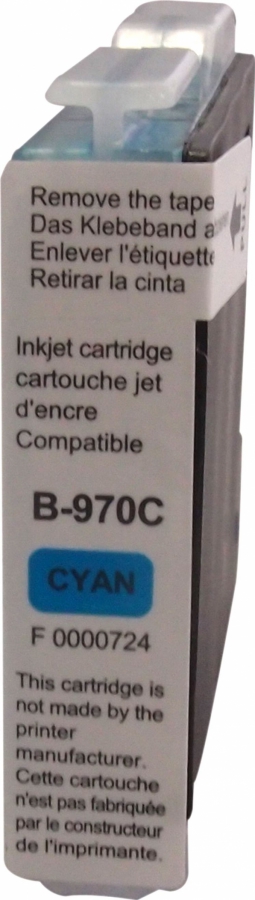 Remove the tape
Das Klebeband a
Enlever l'étiquette
Retirar la cinta
PULL
Inkjet cartridge
cartouche jet
d'encre
Compatible
B-970C
CYAN
F 0000724
This cartridge is
not made by the
printer
manufacturer.
Cette cartouche
n'est pas fabriquée
par le constructeur
de l'imprimante.